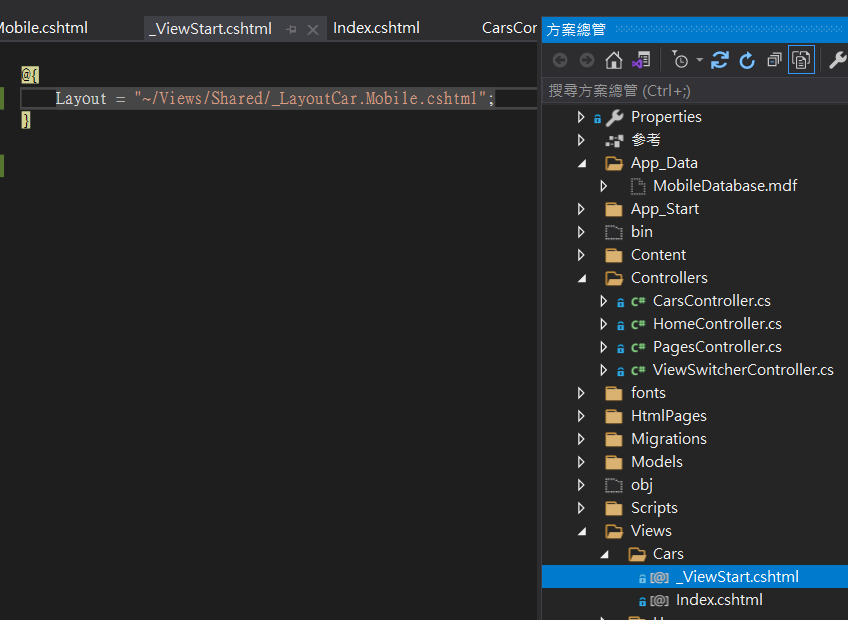 Mobile.cshtml
_ViewStart.cshtml
Index.cshtml
CarsCor
@{
Layout = "~/Views/Shared/_LayoutCar.Mobile.cshtml";
}
方案總管
搜尋方案總管 (Ctrl+;)
Properties
參考
App_Data
MobileDatabase.mdf
App_Start
bin
Content
Controllers
C# CarsController.cs
C# HomeController.cs
C# PagesController.cs
C# ViewSwitcherController.cs
fonts
HtmlPages
Migrations
Models
obj
Scripts
Views
Cars
[@] _ViewStart.cshtml
[@] Index.cshtml